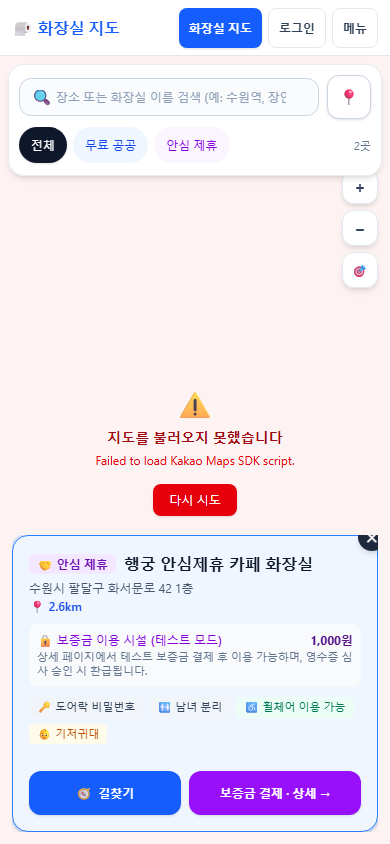 화장실 지도
화장실 지도
로그인
메뉴
장소 또는 화장실 이름 검색 (예: 수원역, 장안
전체
무료 공공
안심 제휴
2곳
+
−
지도를 불러오지 못했습니다
Failed to load Kakao Maps SDK script.
다시 시도
안심 제휴 행궁 안심제휴 카페 화장실
수원시 팔달구 화서문로 42 1층
2.6km
보증금 이용 시설 (테스트 모드) 1,000원
상세 페이지에서 테스트 보증금 결제 후 이용 가능하며, 영수증 심
사 승인 시 환급됩니다.
도어락 비밀번호
남녀 분리
휠체어 이용 가능
기저귀대
길찾기
보증금 결제 · 상세 →